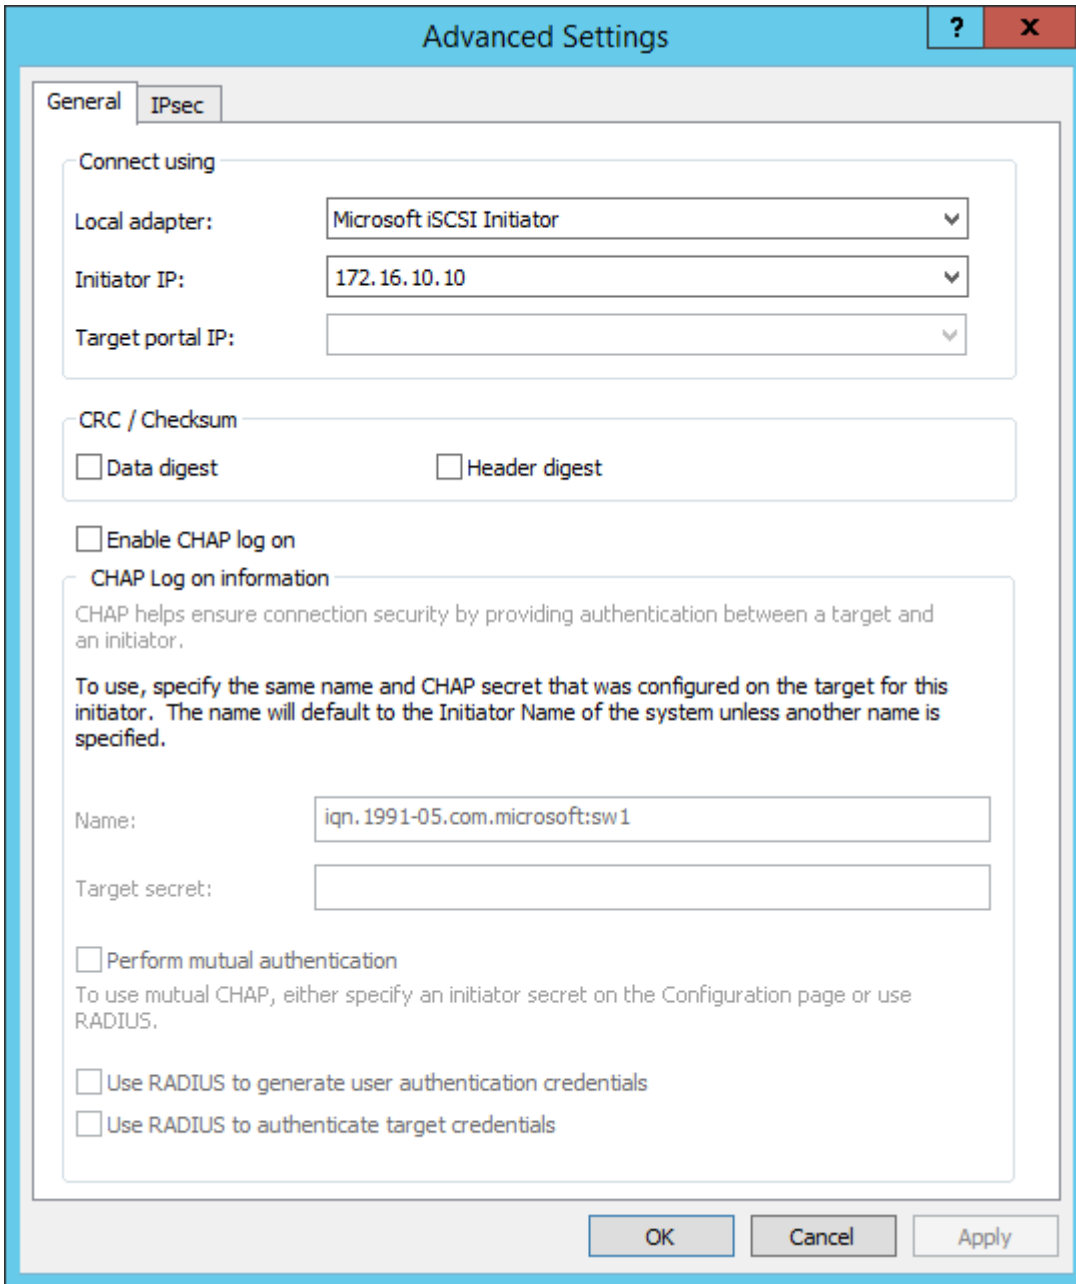 Advanced Settings
?
x
General
IPsec
Connect using
Local adapter:
Microsoft iSCSI Initiator
Initiator IP:
172.16.10.10
Target portal IP:
CRC / Checksum
Data digest
Header digest
Enable CHAP log on
CHAP Log on information
CHAP helps ensure connection security by providing authentication between a target and
an initiator.
To use, specify the same name and CHAP secret that was configured on the target for this
initiator.  The name will default to the Initiator Name of the system unless another name is
specified.
Name:
iqn.1991-05.com.microsoft:sw1
Target secret:
Perform mutual authentication
To use mutual CHAP, either specify an initiator secret on the Configuration page or use
RADIUS.
Use RADIUS to generate user authentication credentials
Use RADIUS to authenticate target credentials
OK
Cancel
Apply